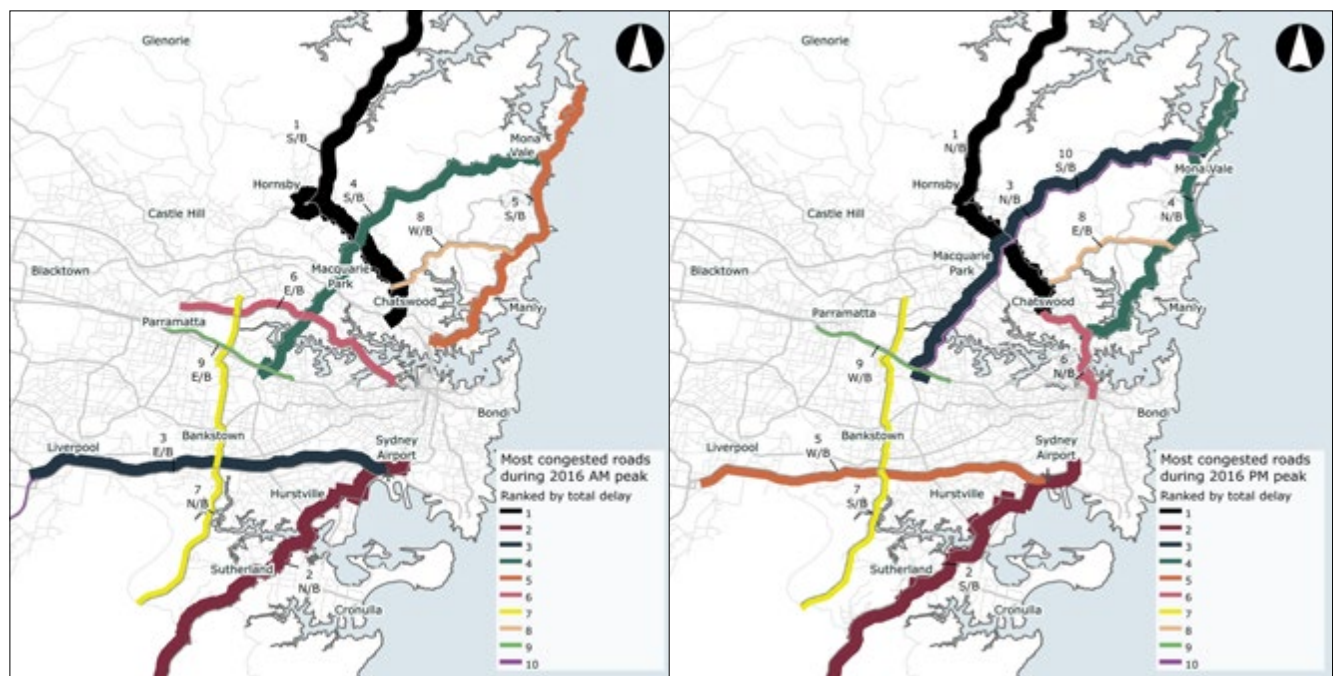 Glenorie
1
S/B
Mona
Vale
Hornsby
4
S/B
5
S/B
Castle Hill
8
W/B
Blacktown
Macquarie
Park
6
E/B
Chatswood
Parramatta
Manly
9
E/B
Bondi
Bankstown
3
E/B
Liverpool
Sydney
Airport
Hurstville
7
N/B
Sutherland
2
N/B
Cronulla
Most congested roads
during 2016 AM peak
Ranked by total delay
1
2
3
4
5
6
7
8
9
10
Glenorie
1
N/B
10
S/B
Mona Vale
Hornsby
3
N/B
4
N/B
Castle Hill
8
E/B
Macquarie
Park
Blacktown
Chatswood
Parramatta
Manly
9
W/B
6
N/B
Bondi
5
W/B
Bankstown
Liverpool
Sydney
Airport
Hurstville
7
S/B
Sutherland
2
S/B
Cronulla
Most congested roads
during 2016 PM peak
Ranked by total delay
1
2
3
4
5
6
7
8
9
10